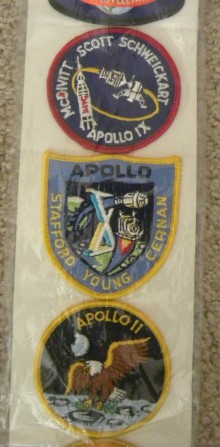 McDIVITT SCOTT SCHWEICKART
APOLLO IX
APOLLO
X
STAFFORD YOUNG CERNAN
APOLLO 11